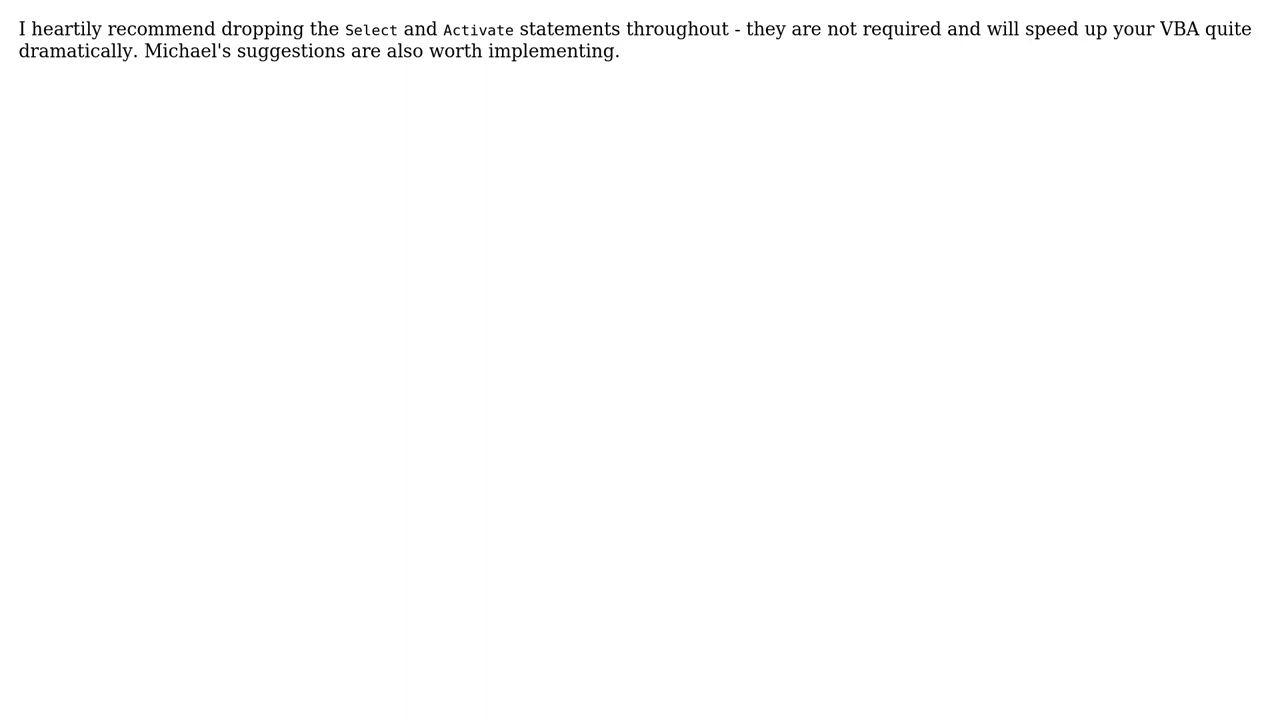 I heartily recommend dropping the Select and Activate statements throughout - they are not required and will speed up your VBA quite
dramatically. Michael's suggestions are also worth implementing.